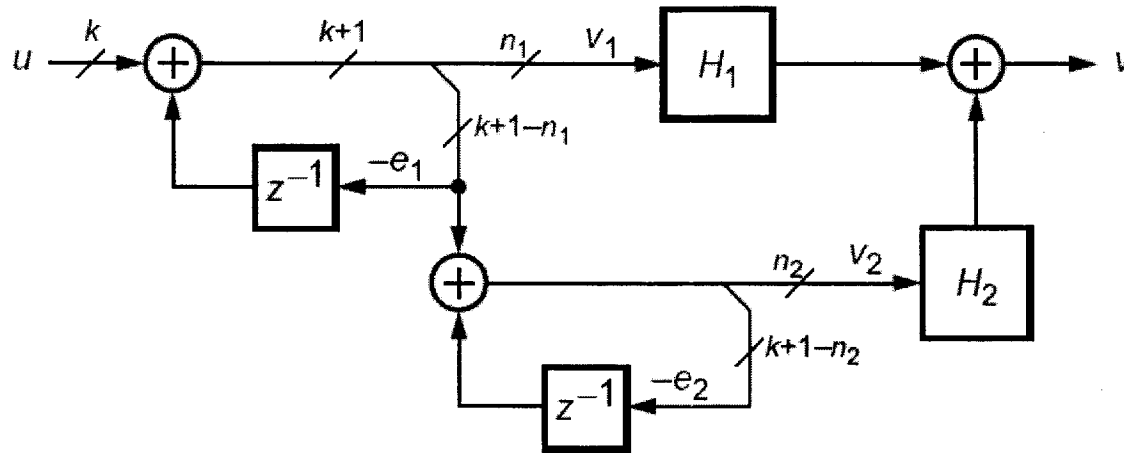 u
k
+
k+1
n₁
v₁
H₁
+
v
k+1–n₁
z⁻¹
–e₁
+
n₂
v₂
H₂
k+1–n₂
z⁻¹
–e₂